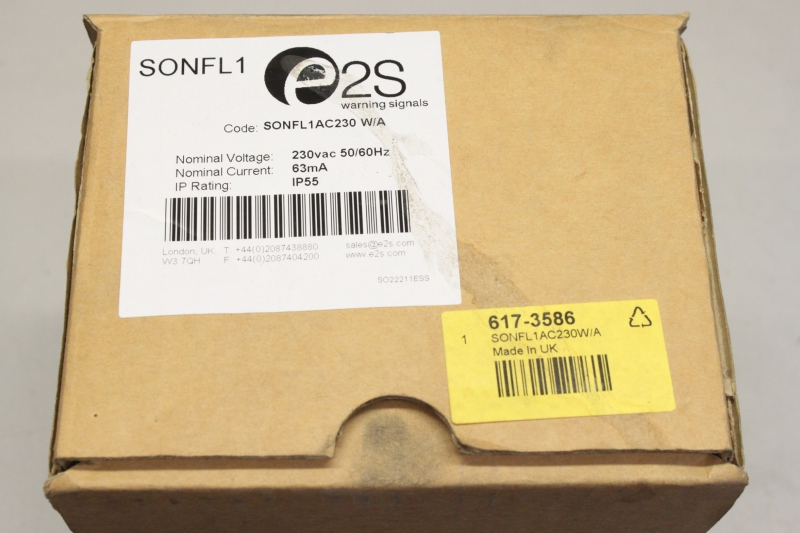 SONFL1
e2S
warning signals
Code: SONFL1AC230 W/A
Nominal Voltage: 230vac 50/60Hz
Nominal Current: 63mA
IP Rating: IP55
London, UK T +44(0)2087438880 sales@e2s.com
W3 7QH F +44(0)2087404200 www.e2s.com
SO22211ESS
617-3586
1 SONFL1AC230W/A
Made In UK